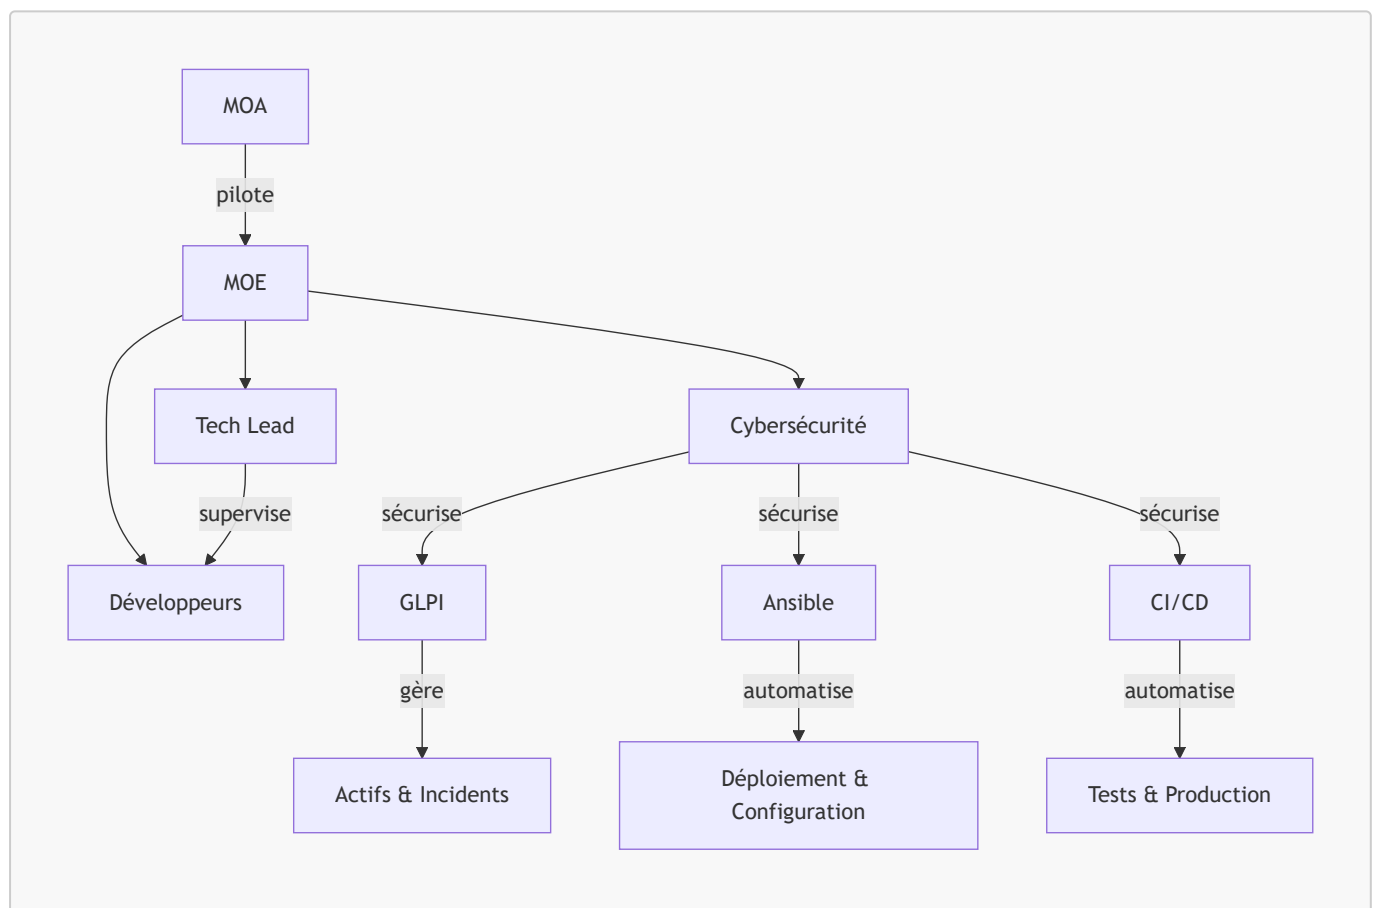 MOA
pilote
MOE
Tech Lead
Cybersécurité
supervise
sécurise
sécurise
sécurise
Développeurs
GLPI
Ansible
CI/CD
gère
automatise
automatise
Actifs & Incidents
Déploiement &
Configuration
Tests & Production